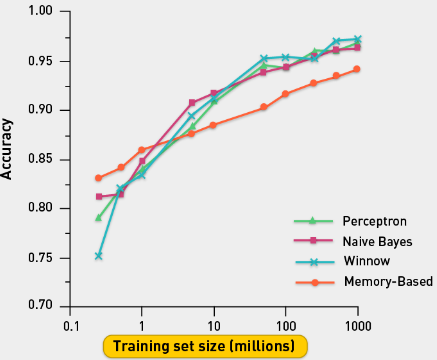 1.00
0.95
0.90
0.85
0.80
0.75
0.70
Accuracy
Perceptron
Naive Bayes
Winnow
Memory-Based
0.1 1 10 100 1000
Training set size (millions)